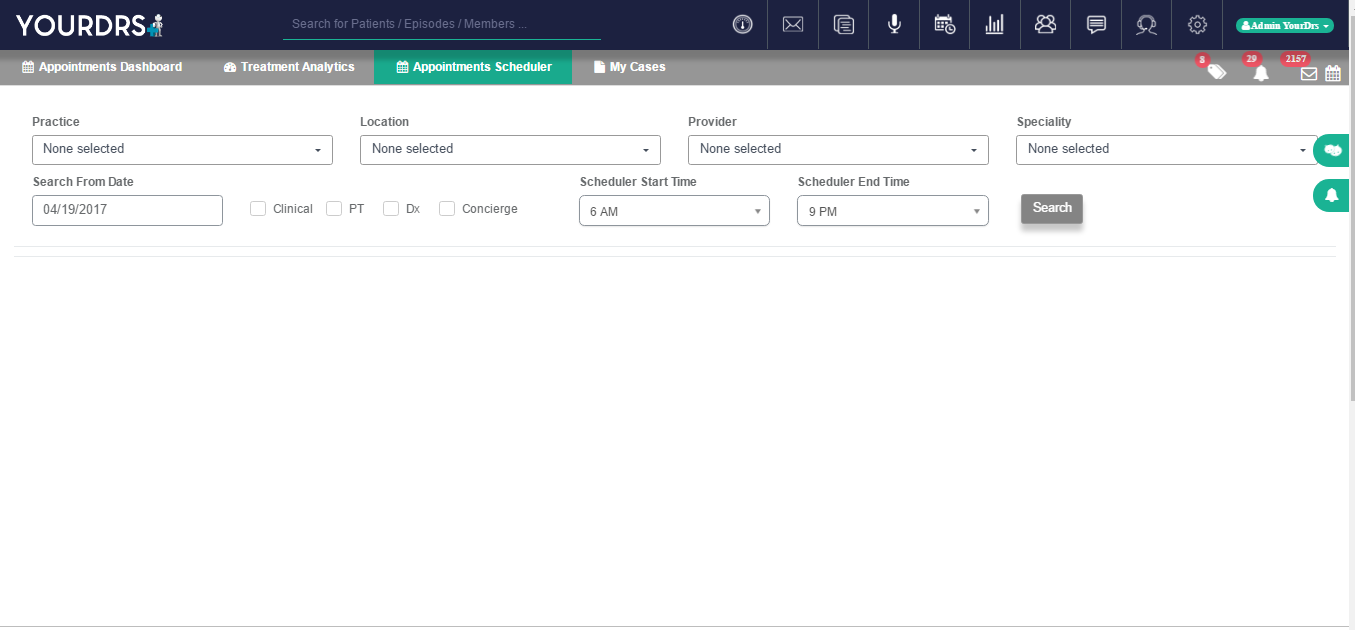 YOURDRS
Search for Patients / Episodes / Members ...
Admin YourDrs
Appointments Dashboard
Treatment Analytics
Appointments Scheduler
My Cases
8
29
2157
Practice
Location
Provider
Speciality
None selected
None selected
None selected
None selected
Search From Date
Scheduler Start Time
Scheduler End Time
04/19/2017
Clinical
PT
Dx
Concierge
6 AM
9 PM
Search